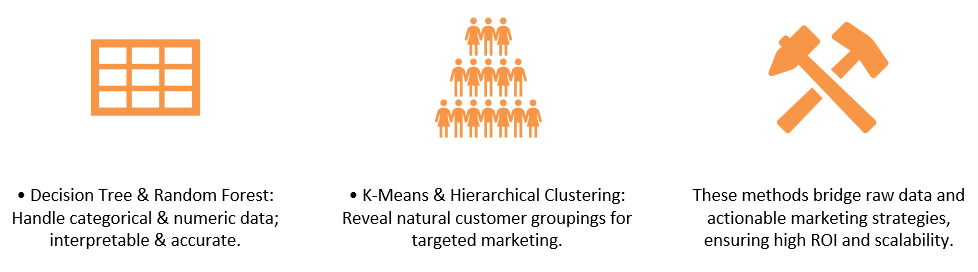 • Decision Tree & Random Forest:
Handle categorical & numeric data;
interpretable & accurate.
• K-Means & Hierarchical Clustering:
Reveal natural customer groupings for
targeted marketing.
These methods bridge raw data and
actionable marketing strategies,
ensuring high ROI and scalability.